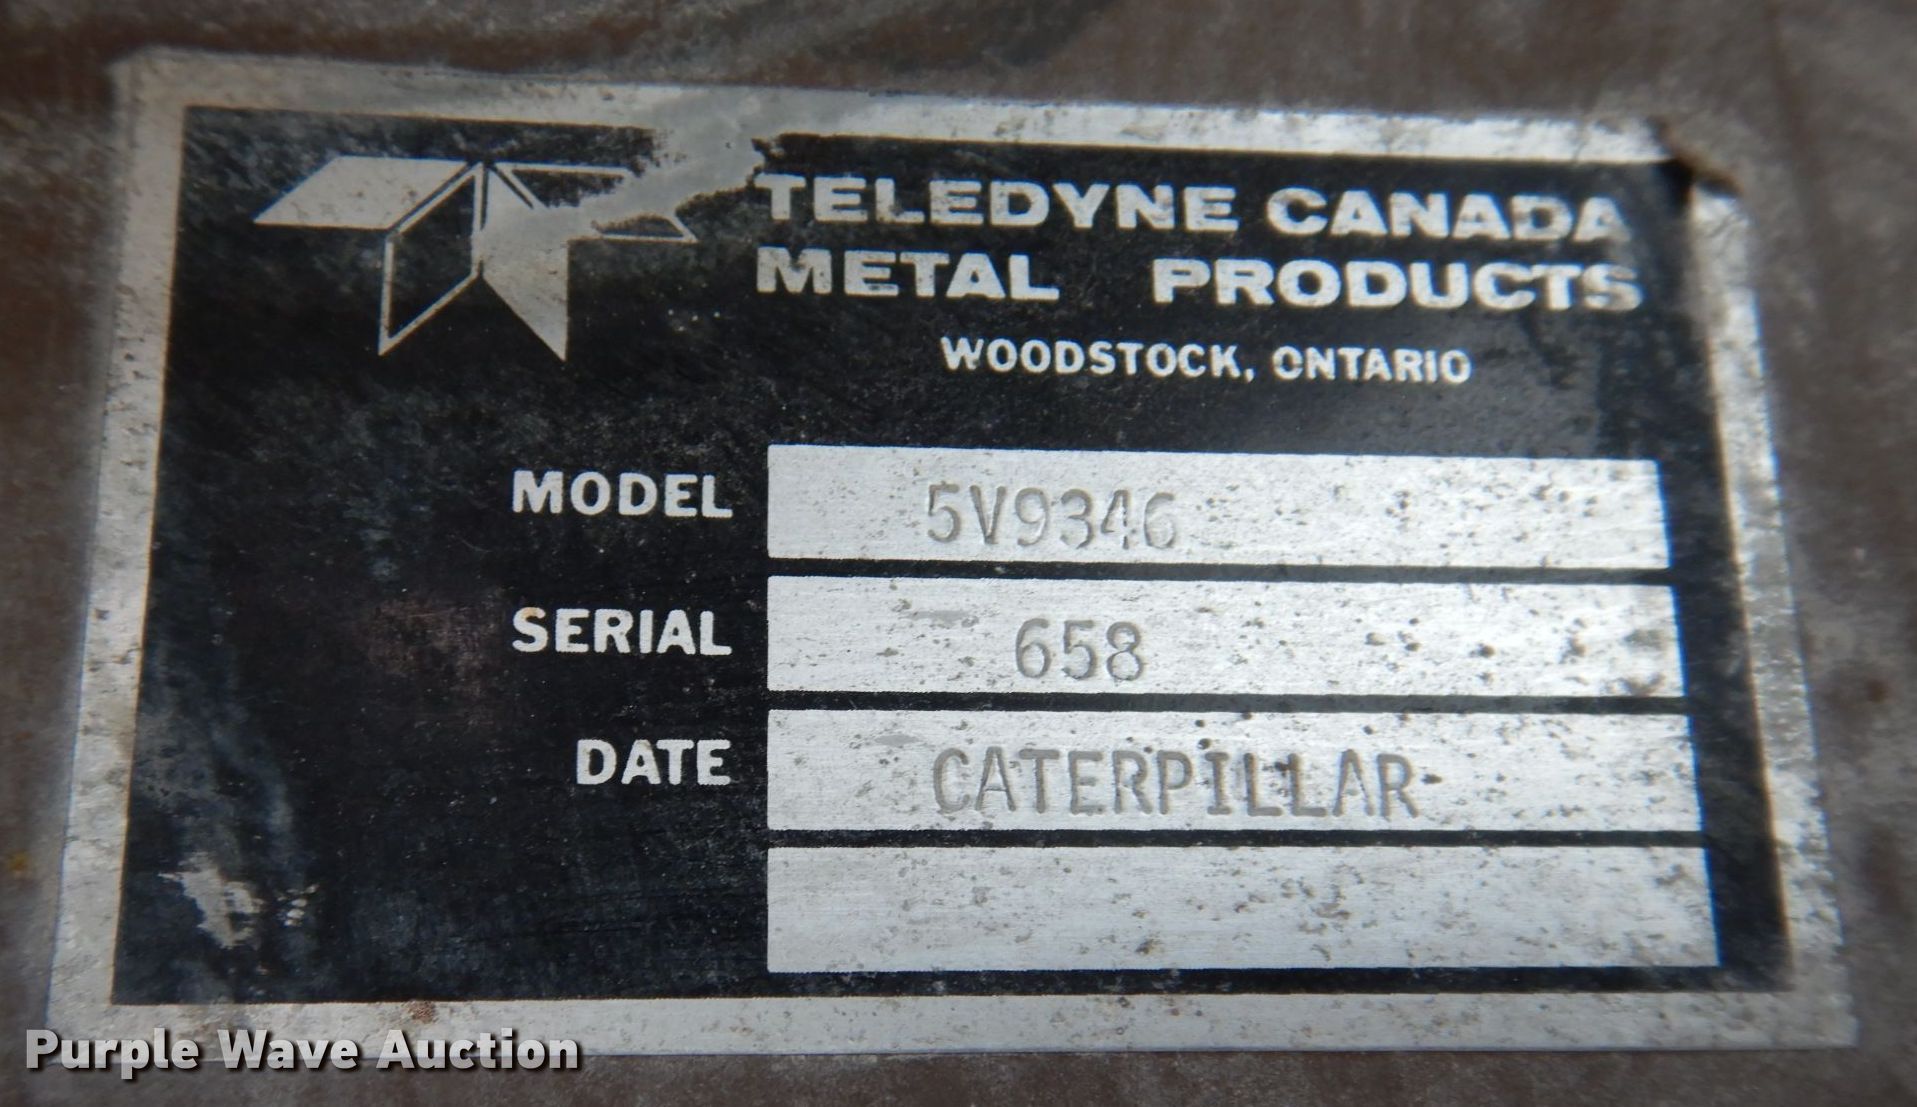 TELEDYNE CANADA
METAL PRODUCTS
WOODSTOCK, ONTARIO
MODEL 5V9346
SERIAL 658
DATE CATERPILLAR
Purple Wave Auction